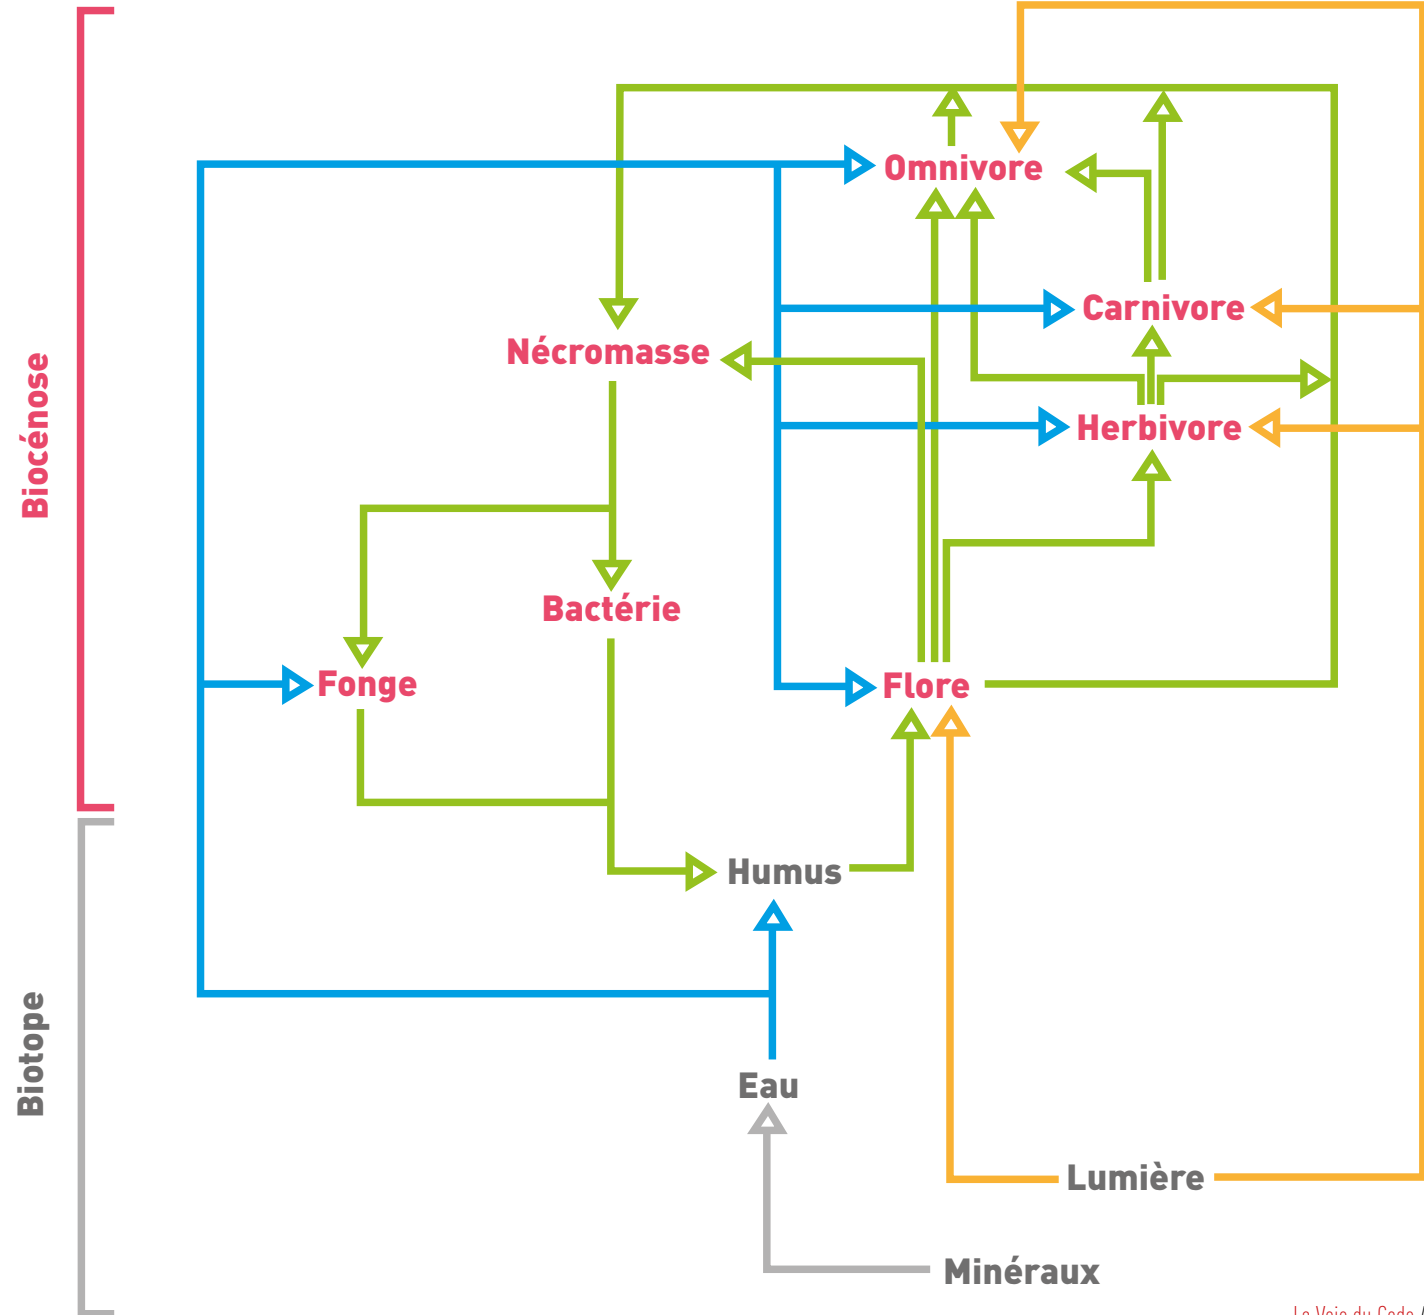 Omnivore
Carnivore
Nécromasse
Herbivore
Biocénose
Bactérie
Fonge
Flore
Humus
Biotope
Eau
Lumière
Minéraux